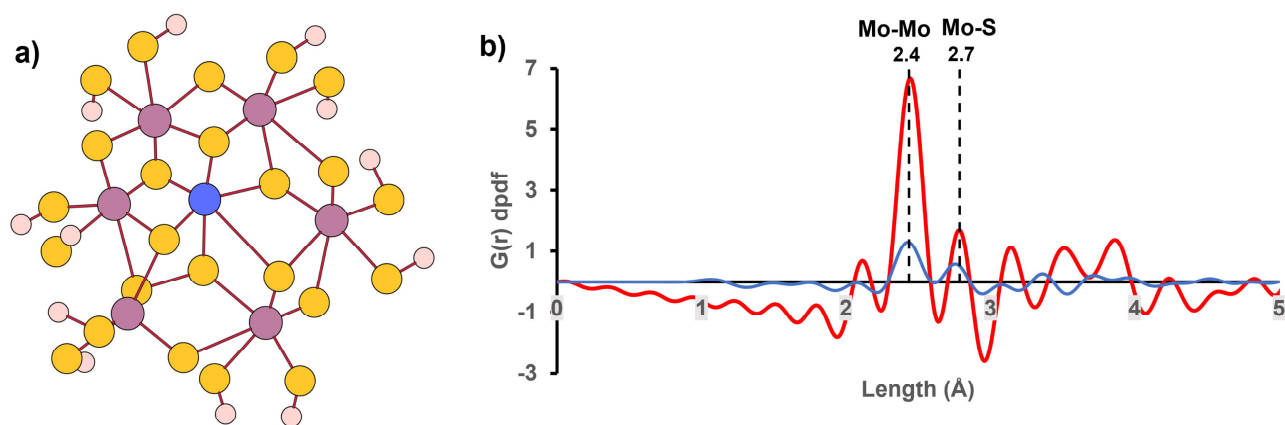 a)
b)
Mo-Mo Mo-S
2.4 2.7
7
5
3
1
-1
-3
0 1 2 3 4 5
G(r) dpdf
Length (Å)